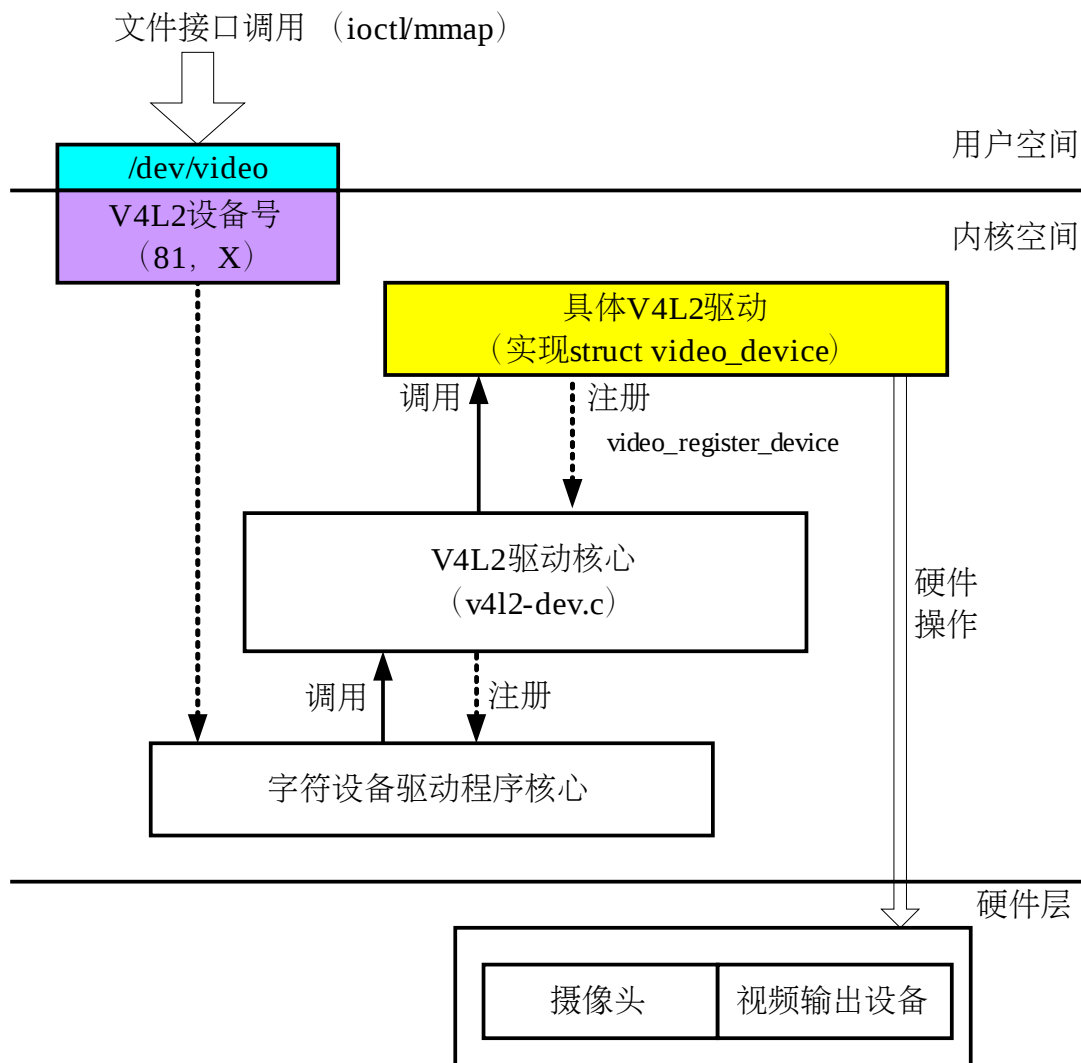 文件接口调用 （ioctl/mmap）
用户空间
/dev/video
V4L2设备号
（81，X）
内核空间
具体V4L2驱动
（实现struct video_device）
调用
注册
video_register_device
V4L2驱动核心
（v4l2-dev.c）
硬件
操作
调用
注册
字符设备驱动程序核心
硬件层
摄像头
视频输出设备